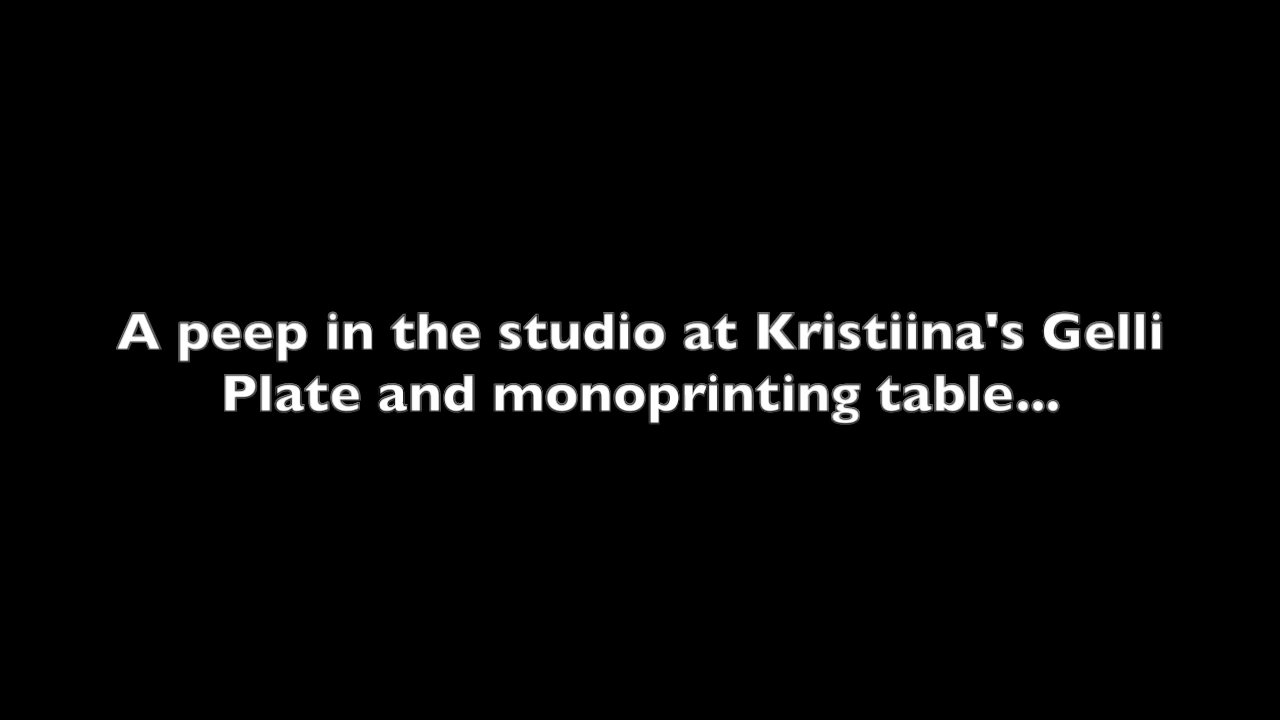 A peep in the studio at Kristiina's Gelli
Plate and monoprinting table...